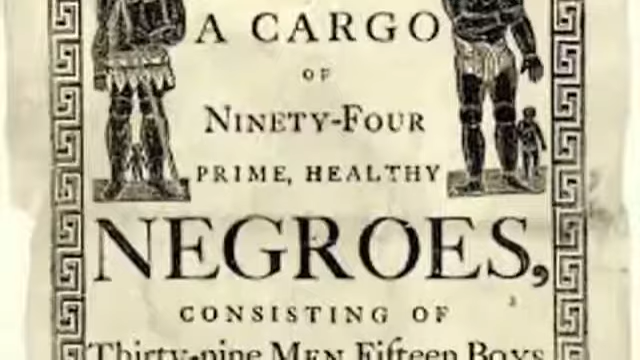 A CARGO
OF
NINETY-FOUR
PRIME, HEALTHY
NEGROES,
CONSISTING OF
Thirty-nine MEN Fifteen BOYS